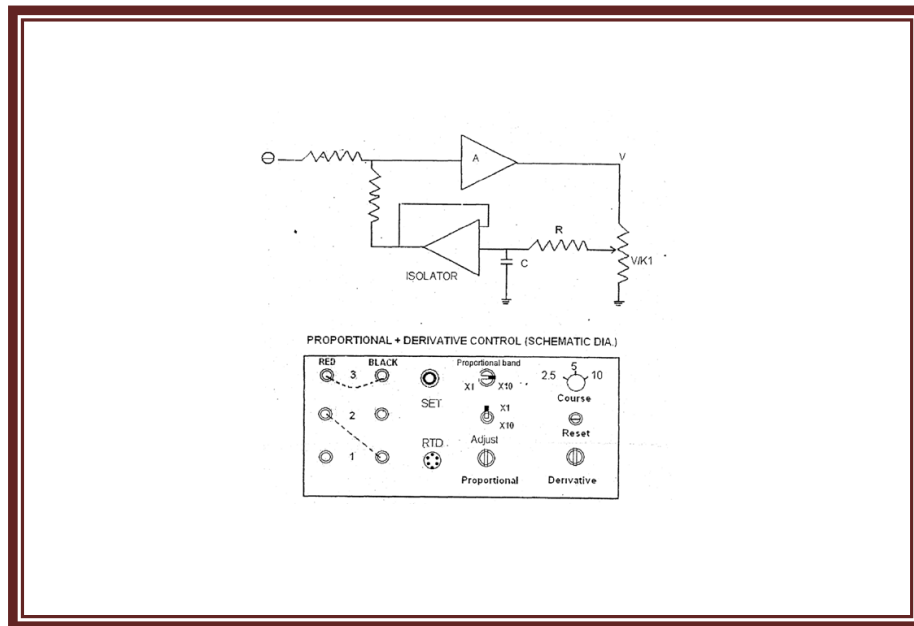 A
V
R
V/K1
C
ISOLATOR
PROPORTIONAL + DERIVATIVE CONTROL (SCHEMATIC DIA.)
RED
3
BLACK
SET
Proportional band
X1
X10
2.5
5
10
Course
2
X1
X10
Reset
1
RTD
Adjust
Proportional
Derivative